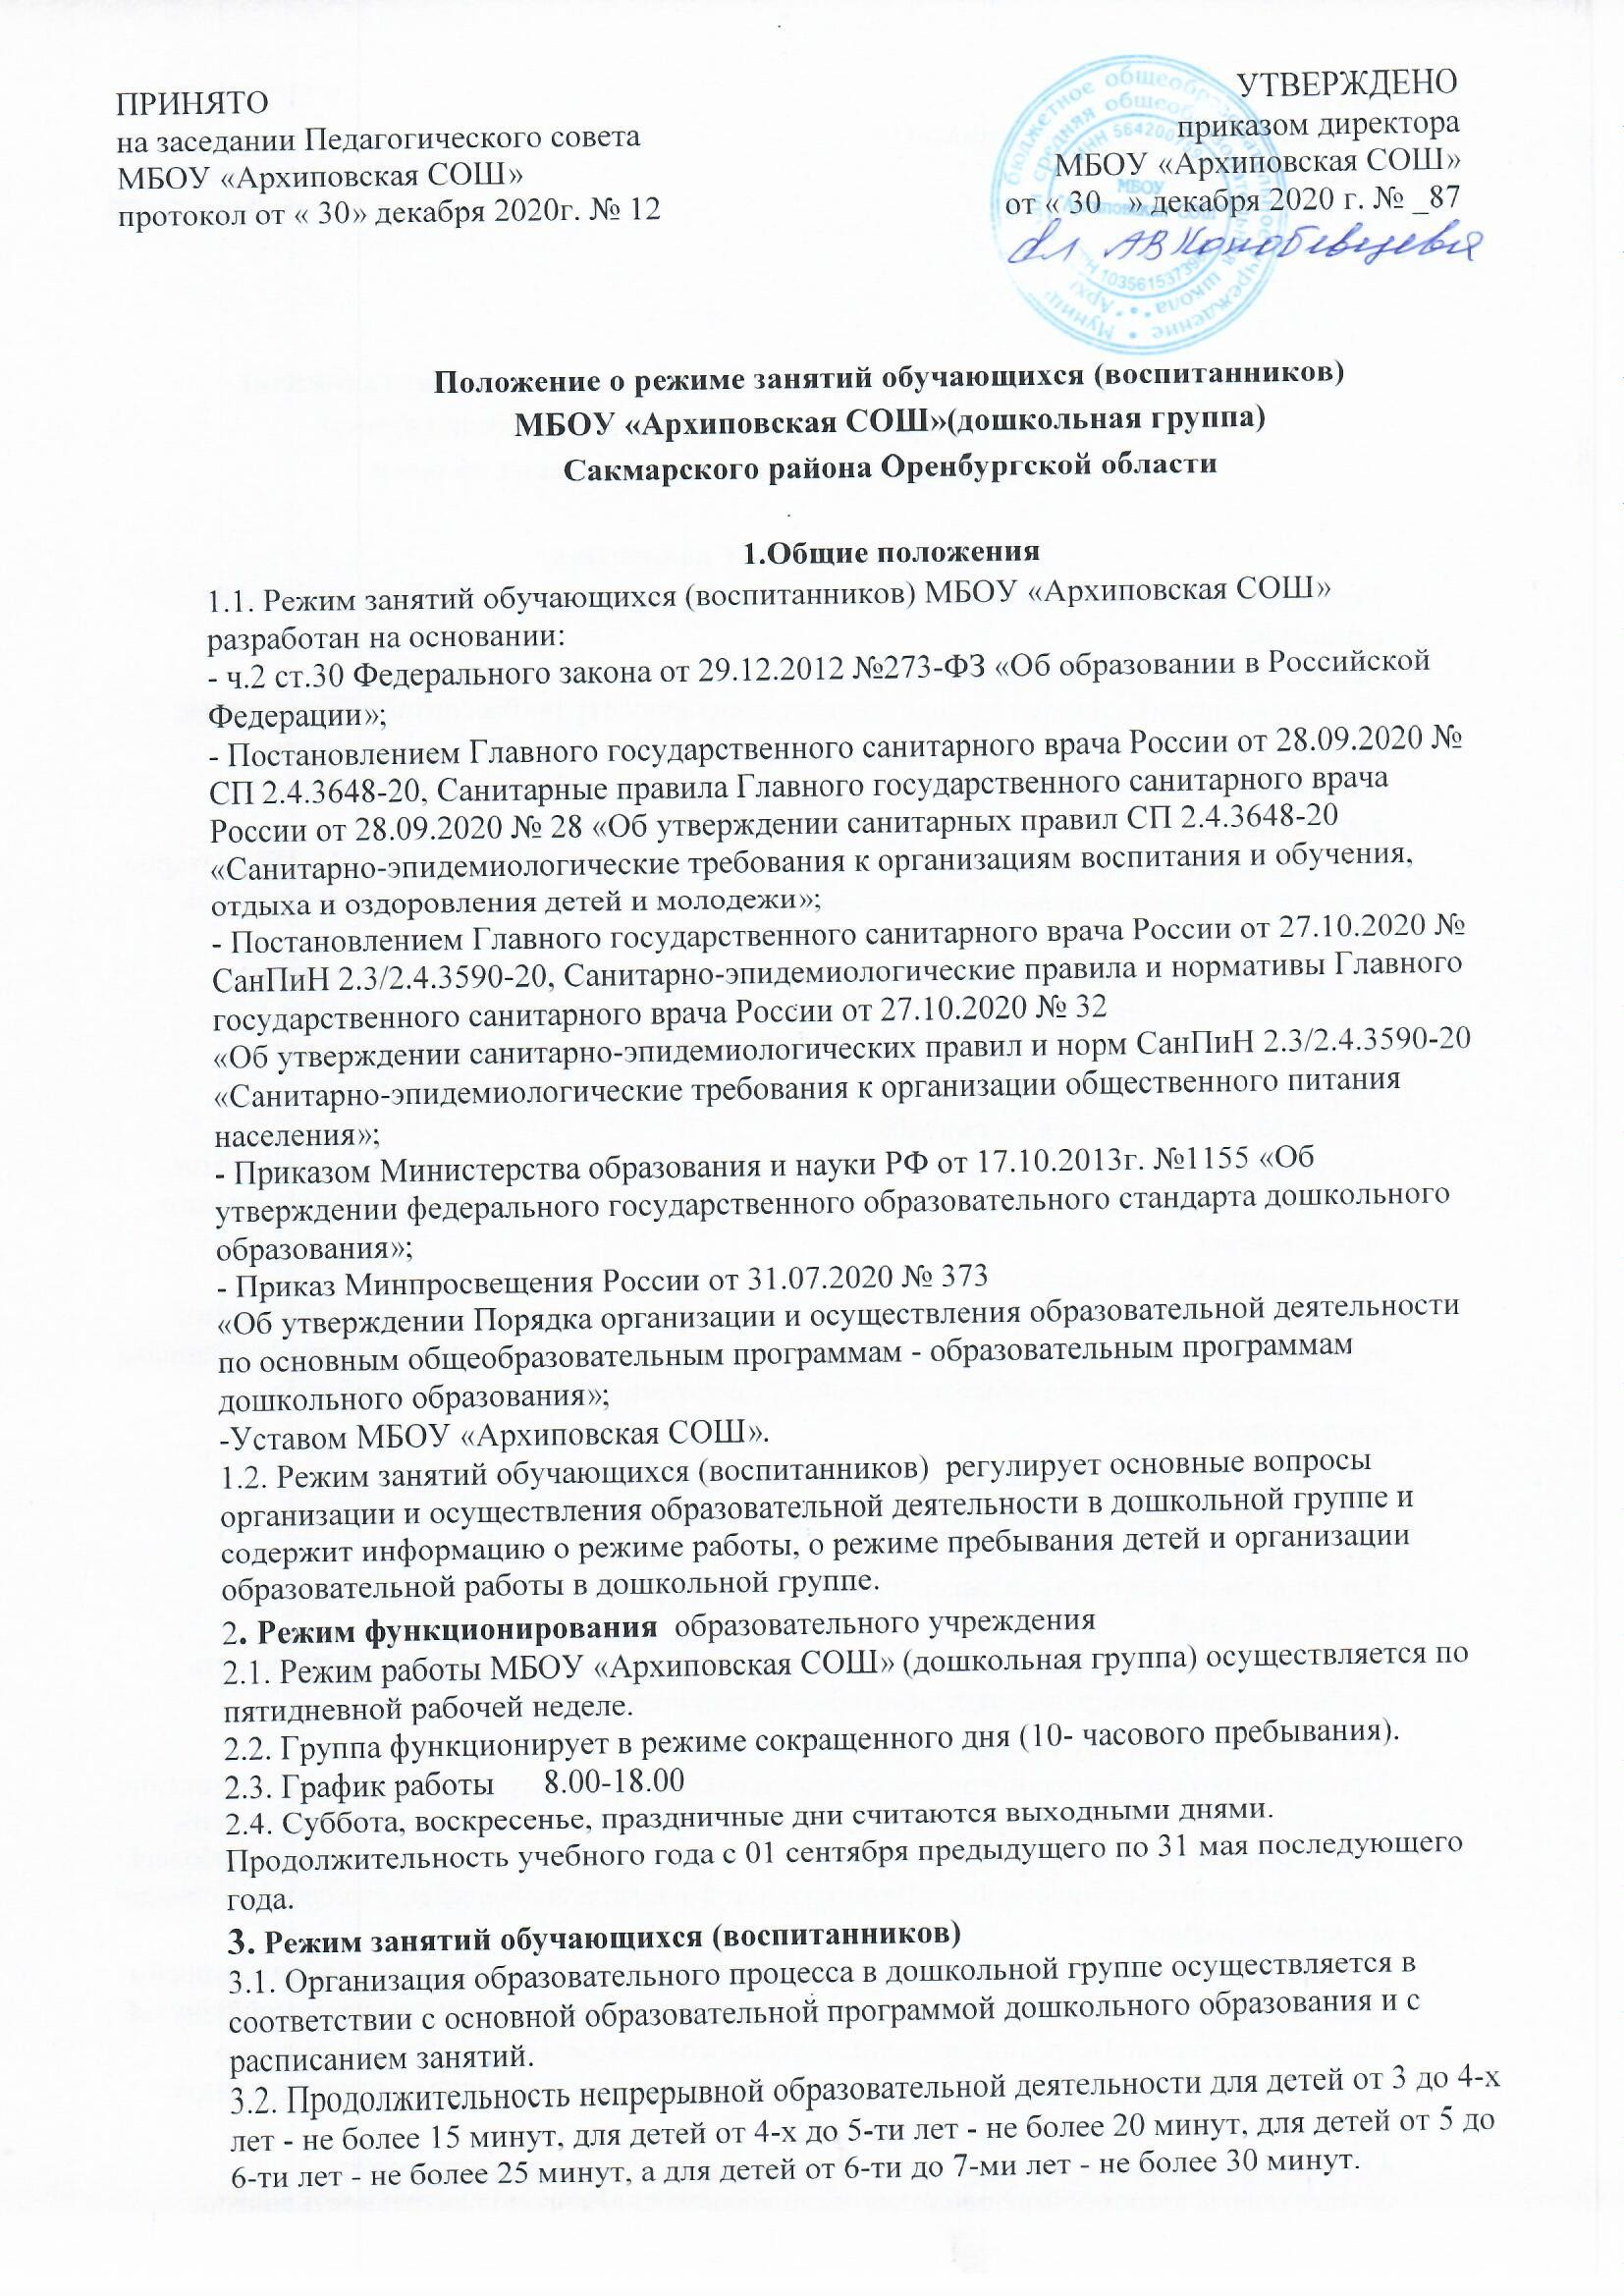 ПРИНЯТО
на заседании Педагогического совета
МБОУ «Архиповская СОШ»
протокол от « 30» декабря 2020г. № 12
УТВЕРЖДЕНО
приказом директора
МБОУ «Архиповская СОШ»
от « 30 » декабря 2020 г. № _87
Положение о режиме занятий обучающихся (воспитанников)
МБОУ «Архиповская СОШ»(дошкольная группа)
Сакмарского района Оренбургской области
1.Общие положения
1.1. Режим занятий обучающихся (воспитанников) МБОУ «Архиповская СОШ»
разработан на основании:
- ч.2 ст.30 Федерального закона от 29.12.2012 №273-ФЗ «Об образовании в Российской
Федерации»;
- Постановлением Главного государственного санитарного врача России от 28.09.2020 №
СП 2.4.3648-20, Санитарные правила Главного государственного санитарного врача
России от 28.09.2020 № 28 «Об утверждении санитарных правил СП 2.4.3648-20
«Санитарно-эпидемиологические требования к организациям воспитания и обучения,
отдыха и оздоровления детей и молодежи»;
- Постановлением Главного государственного санитарного врача России от 27.10.2020 №
СанПиН 2.3/2.4.3590-20, Санитарно-эпидемиологические правила и нормативы Главного
государственного санитарного врача России от 27.10.2020 № 32
«Об утверждении санитарно-эпидемиологических правил и норм СанПиН 2.3/2.4.3590-20
«Санитарно-эпидемиологические требования к организации общественного питания
населения»;
- Приказом Министерства образования и науки РФ от 17.10.2013г. №1155 «Об
утверждении федерального государственного образовательного стандарта дошкольного
образования»;
- Приказ Минпросвещения России от 31.07.2020 № 373
«Об утверждении Порядка организации и осуществления образовательной деятельности
по основным общеобразовательным программам - образовательным программам
дошкольного образования»;
-Уставом МБОУ «Архиповская СОШ».
1.2. Режим занятий обучающихся (воспитанников) регулирует основные вопросы
организации и осуществления образовательной деятельности в дошкольной группе и
содержит информацию о режиме работы, о режиме пребывания детей и организации
образовательной работы в дошкольной группе.
2. Режим функционирования образовательного учреждения
2.1. Режим работы МБОУ «Архиповская СОШ» (дошкольная группа) осуществляется по
пятидневной рабочей неделе.
2.2. Группа функционирует в режиме сокращенного дня (10- часового пребывания).
2.3. График работы 8.00-18.00
2.4. Суббота, воскресенье, праздничные дни считаются выходными днями.
Продолжительность учебного года с 01 сентября предыдущего по 31 мая последующего
года.
3. Режим занятий обучающихся (воспитанников)
3.1. Организация образовательного процесса в дошкольной группе осуществляется в
соответствии с основной образовательной программой дошкольного образования и с
расписанием занятий.
3.2. Продолжительность непрерывной образовательной деятельности для детей от 3 до 4-х
лет - не более 15 минут, для детей от 4-х до 5-ти лет - не более 20 минут, для детей от 5 до
6-ти лет - не более 25 минут, а для детей от 6-ти до 7-ми лет - не более 30 минут.